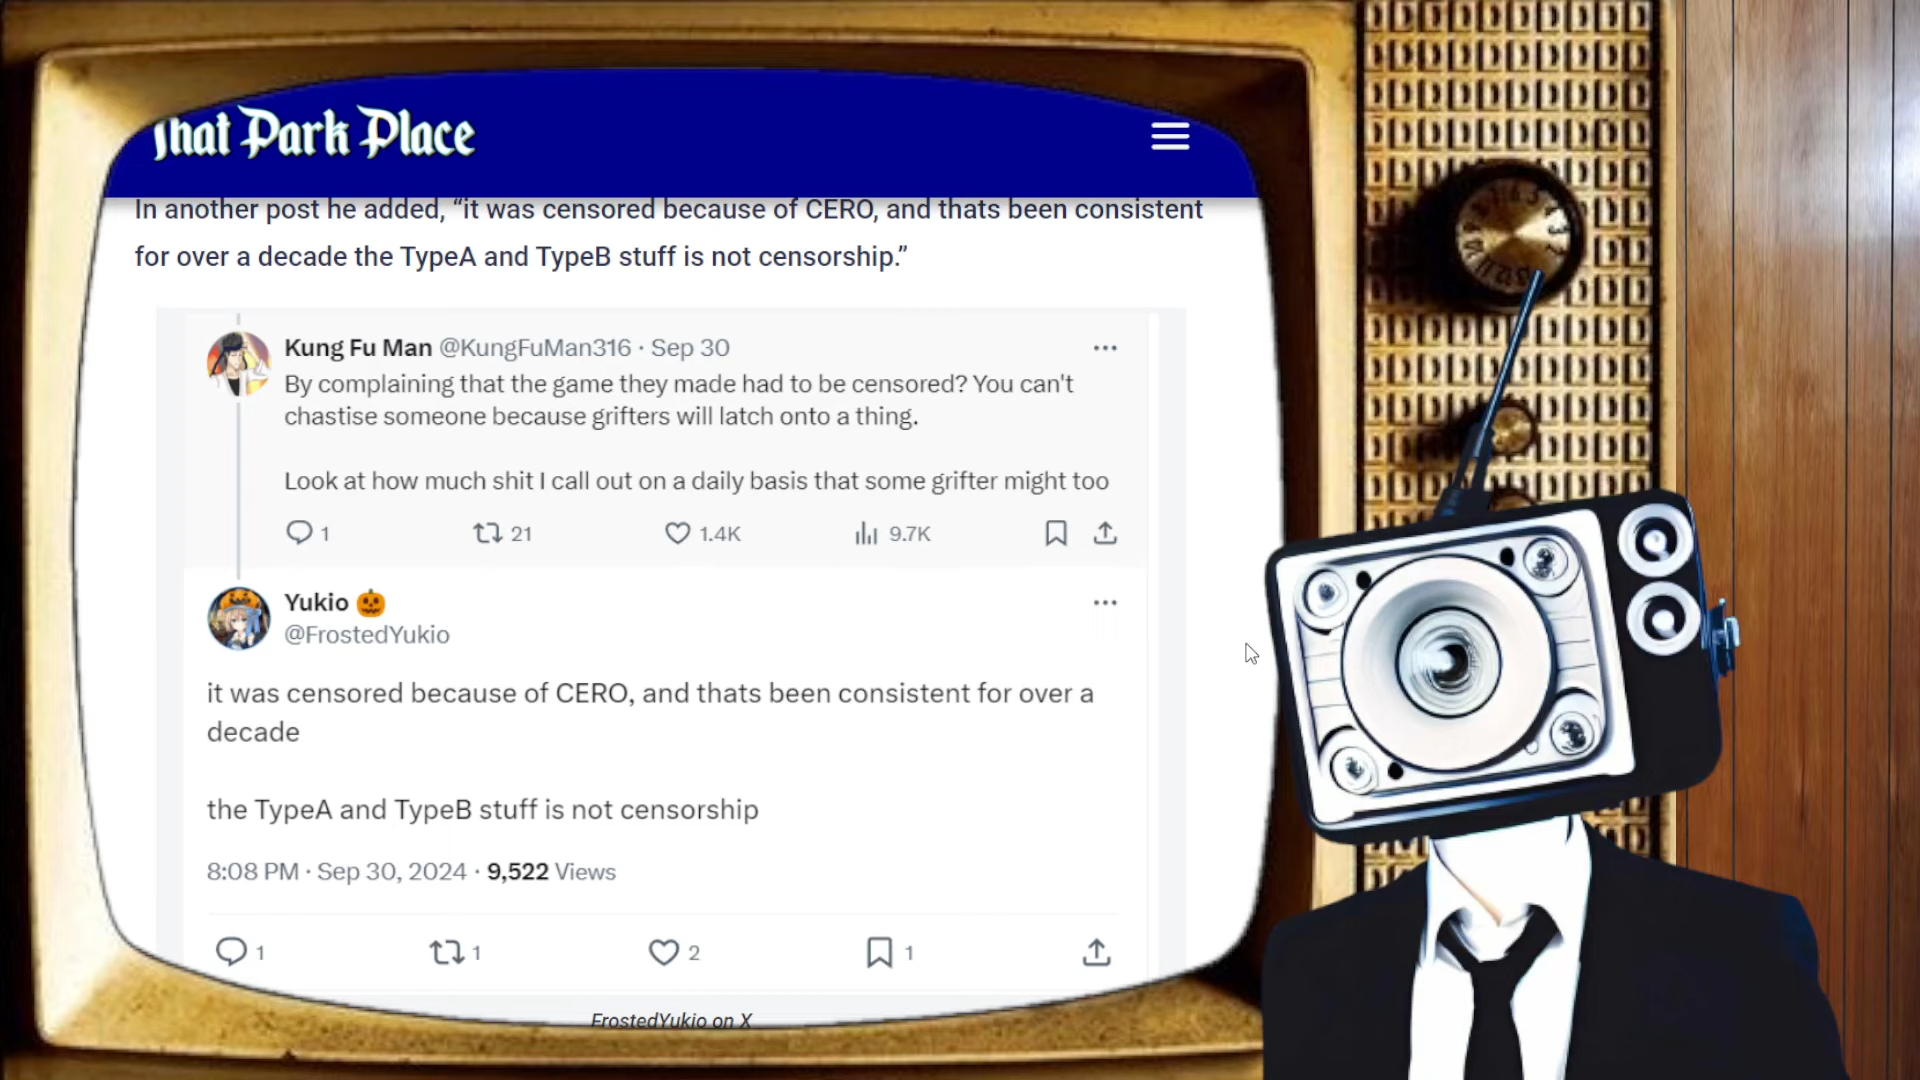 That Park Place
In another post he added, “it was censored because of CERO, and thats been consistent
for over a decade the TypeA and TypeB stuff is not censorship.”
Kung Fu Man @KungFuMan316 · Sep 30
By complaining that the game they made had to be censored? You can't
chastise someone because grifters will latch onto a thing.
Look at how much shit I call out on a daily basis that some grifter might too
1 21 1.4K 9.7K
Yukio 🎃
@FrostedYukio
it was censored because of CERO, and thats been consistent for over a
decade
the TypeA and TypeB stuff is not censorship
8:08 PM · Sep 30, 2024 · 9,522 Views
1 1 2 1
FrostedYukio on X